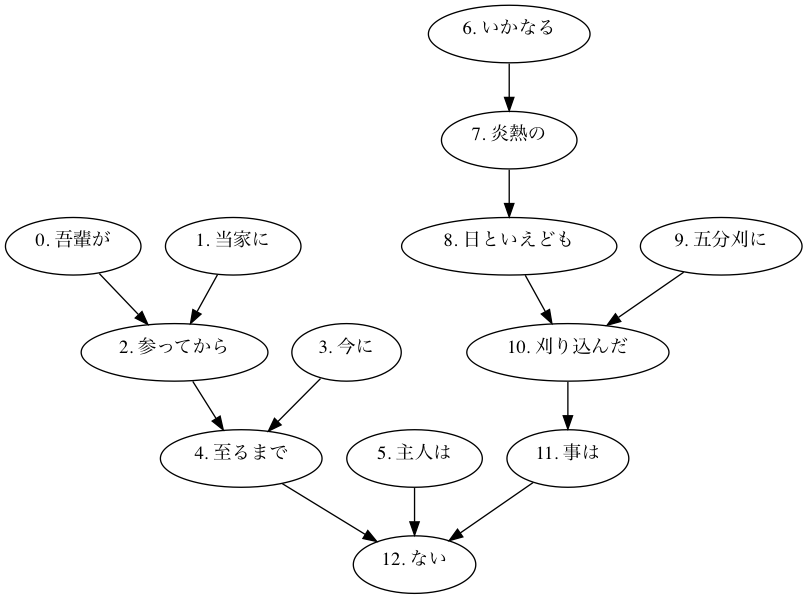 6. いかなる
7. 炎熱の
0. 吾輩が
1. 当家に
8. 日といえども
9. 五分刈に
2. 参ってから
3. 今に
10. 刈り込んだ
4. 至るまで
5. 主人は
11. 事は
12. ない